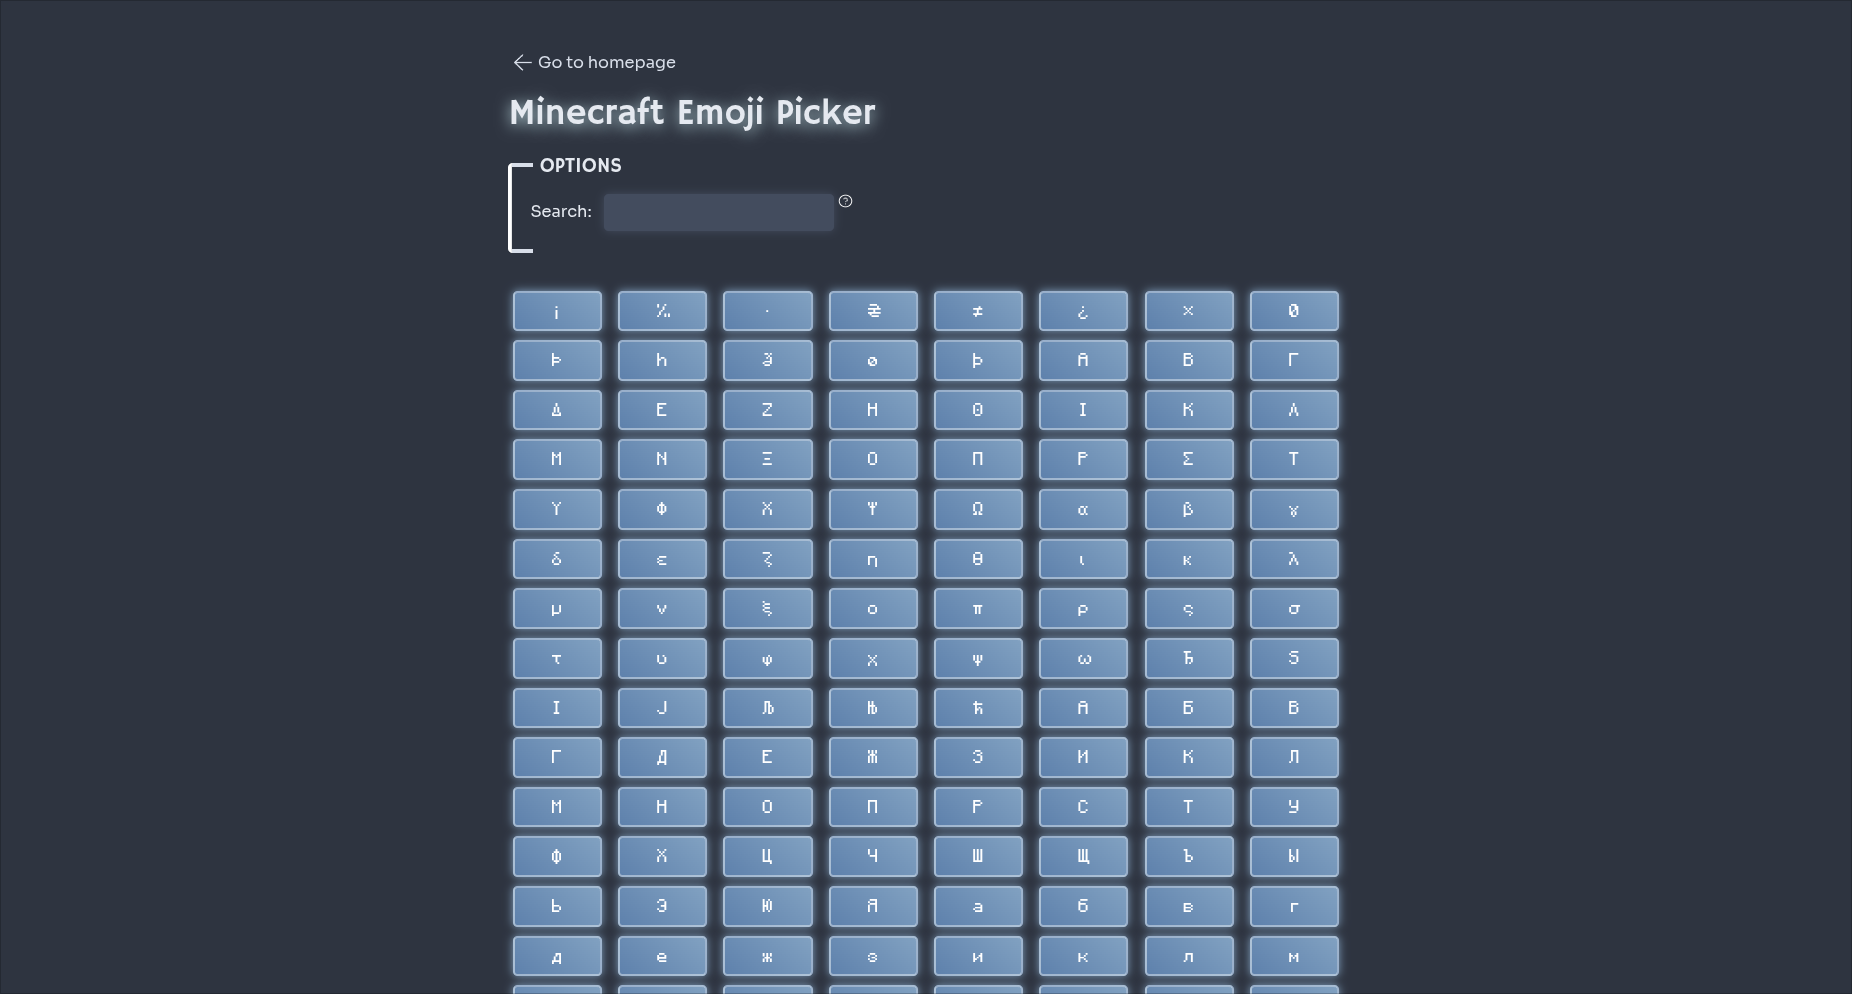 Go to homepage
Minecraft Emoji Picker
OPTIONS
Search:
¡ ‰ · ₴ ≠ ¿ × Ø
Þ һ ǯ ø þ Α Β Γ
Δ Ε Ζ Η Θ Ι Κ Λ
Μ Ν Ξ Ο Π Ρ Σ Τ
Υ Φ Χ Ψ Ω α β γ
δ ε ζ η θ ι κ λ
μ ν ξ ο π ρ ς σ
τ υ φ χ ψ ω Ђ Ѕ
І Ј Љ Њ Ћ А Б В
Г Д Е Ж З И К Л
М Н О П Р С Т У
Ф Х Ц Ч Ш Щ Ъ Ы
Ь Э Ю Я а б в г
д е ж з и к л м